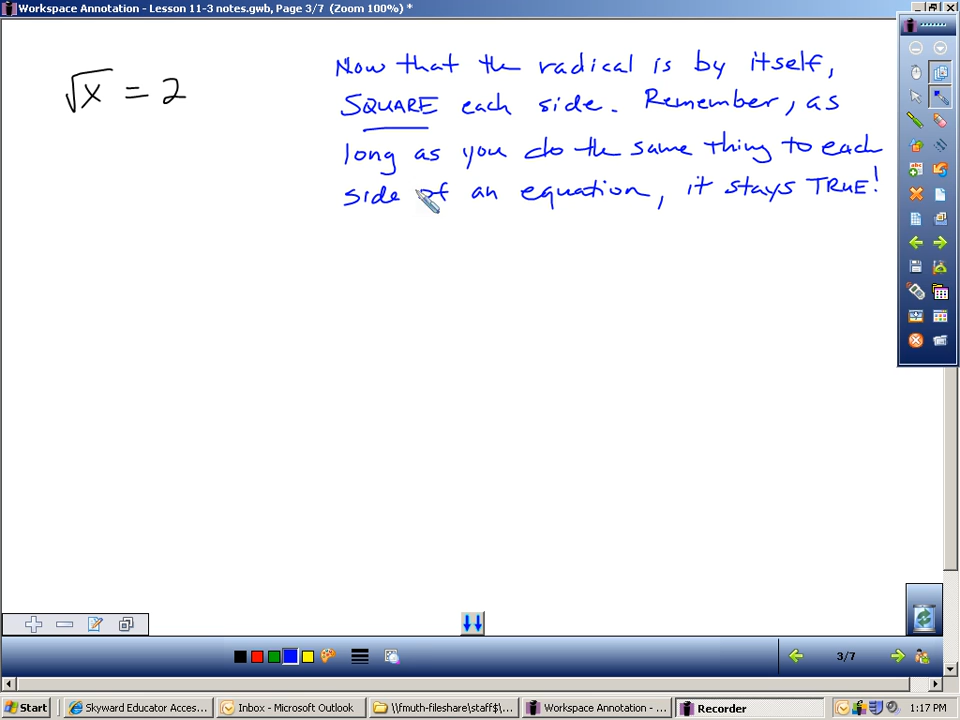 Workspace Annotation - Lesson 11-3 notes.gwb, Page 3/7 (Zoom 100%) *
√x = 2
Now that the radical is by itself,
SQUARE each side. Remember, as
long as you do the same thing to each
side of an equation, it stays TRUE!
3/7
Start
Skyward Educator Acces...
Inbox - Microsoft Outlook
\\fmuth-fileshare\staff$\...
Workspace Annotation - ...
Recorder
1:17 PM